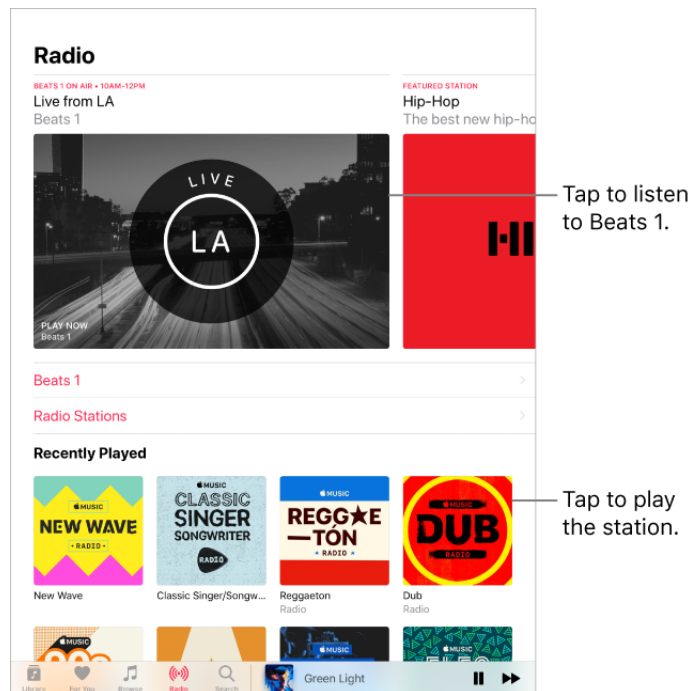 Radio
BEATS 1 ON AIR • 10AM-12PM
Live from LA
Beats 1
FEATURED STATION
Hip-Hop
The best new hip-ho
LIVE
LA
PLAY NOW
Beats 1
HI
Tap to listen
to Beats 1.
Beats 1
Radio Stations
Recently Played
MUSIC
NEW WAVE
• RADIO •
MUSIC
CLASSIC
SINGER
SONGWRITER
RADIO
MUSIC
REGG★E
—TÓN
★ RADIO ★
MUSIC
DUB
RADIO
Tap to play
the station.
New Wave
Classic Singer/Songw...
Reggaeton
Radio
Dub
Radio
MUSIC
MUSIC
MUSIC
Library
For You
Browse
Radio
Search
Green Light